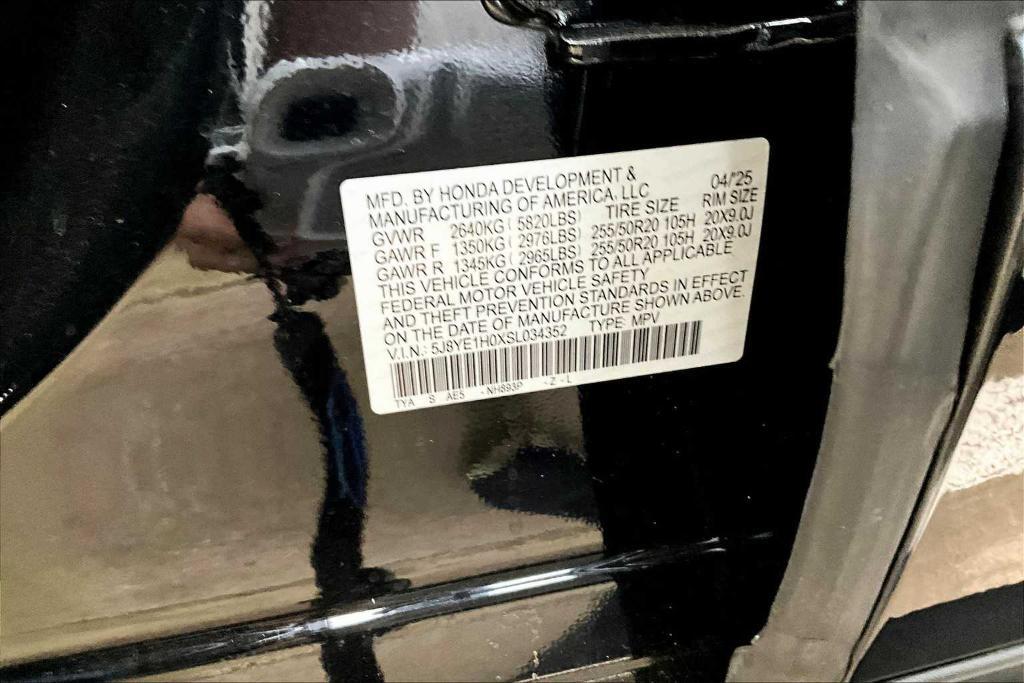 MFD. BY HONDA DEVELOPMENT & 04/'25
MANUFACTURING OF AMERICA, LLC
GVWR 2640KG ( 5820LBS) TIRE SIZE RIM SIZE
GAWR F 1350KG ( 2976LBS) 255/50R20 105H 20X9.0J
GAWR R 1345KG ( 2965LBS) 255/50R20 105H 20X9.0J
THIS VEHICLE CONFORMS TO ALL APPLICABLE
FEDERAL MOTOR VEHICLE SAFETY
AND THEFT PREVENTION STANDARDS IN EFFECT
ON THE DATE OF MANUFACTURE SHOWN ABOVE.
V.I.N.: 5J8YE1H0XSL034352 TYPE: MPV
TYA S AE5 -NH893P -Z -L